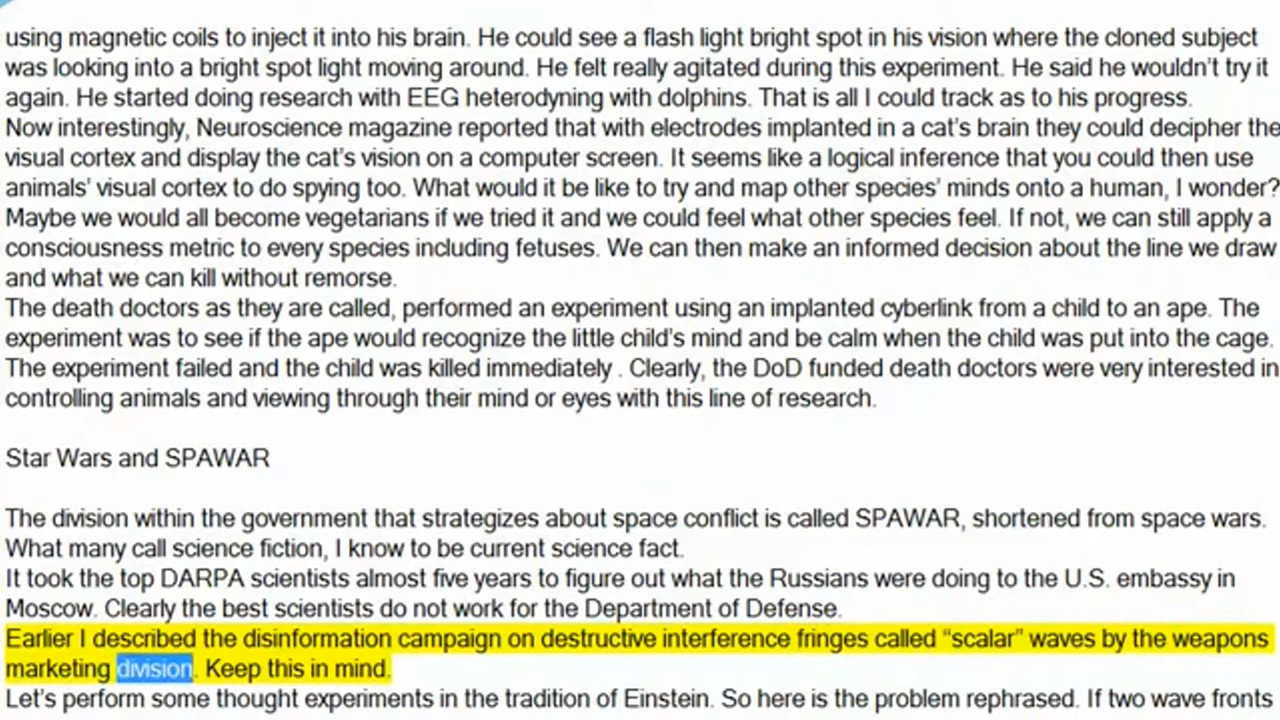 using magnetic coils to inject it into his brain. He could see a flash light bright spot in his vision where the cloned subject
was looking into a bright spot light moving around. He felt really agitated during this experiment. He said he wouldn't try it
again. He started doing research with EEG heterodyning with dolphins. That is all I could track as to his progress.
Now interestingly, Neuroscience magazine reported that with electrodes implanted in a cat's brain they could decipher the
visual cortex and display the cat's vision on a computer screen. It seems like a logical inference that you could then use
animals' visual cortex to do spying too. What would it be like to try and map other species' minds onto a human, I wonder?
Maybe we would all become vegetarians if we tried it and we could feel what other species feel. If not, we can still apply a
consciousness metric to every species including fetuses. We can then make an informed decision about the line we draw
and what we can kill without remorse.
The death doctors as they are called, performed an experiment using an implanted cyberlink from a child to an ape. The
experiment was to see if the ape would recognize the little child's mind and be calm when the child was put into the cage.
The experiment failed and the child was killed immediately . Clearly, the DoD funded death doctors were very interested in
controlling animals and viewing through their mind or eyes with this line of research.
Star Wars and SPAWAR
The division within the government that strategizes about space conflict is called SPAWAR, shortened from space wars.
What many call science fiction, I know to be current science fact.
It took the top DARPA scientists almost five years to figure out what the Russians were doing to the U.S. embassy in
Moscow. Clearly the best scientists do not work for the Department of Defense.
Earlier I described the disinformation campaign on destructive interference fringes called “scalar” waves by the weapons
marketing division. Keep this in mind.
Let's perform some thought experiments in the tradition of Einstein. So here is the problem rephrased. If two wave fronts